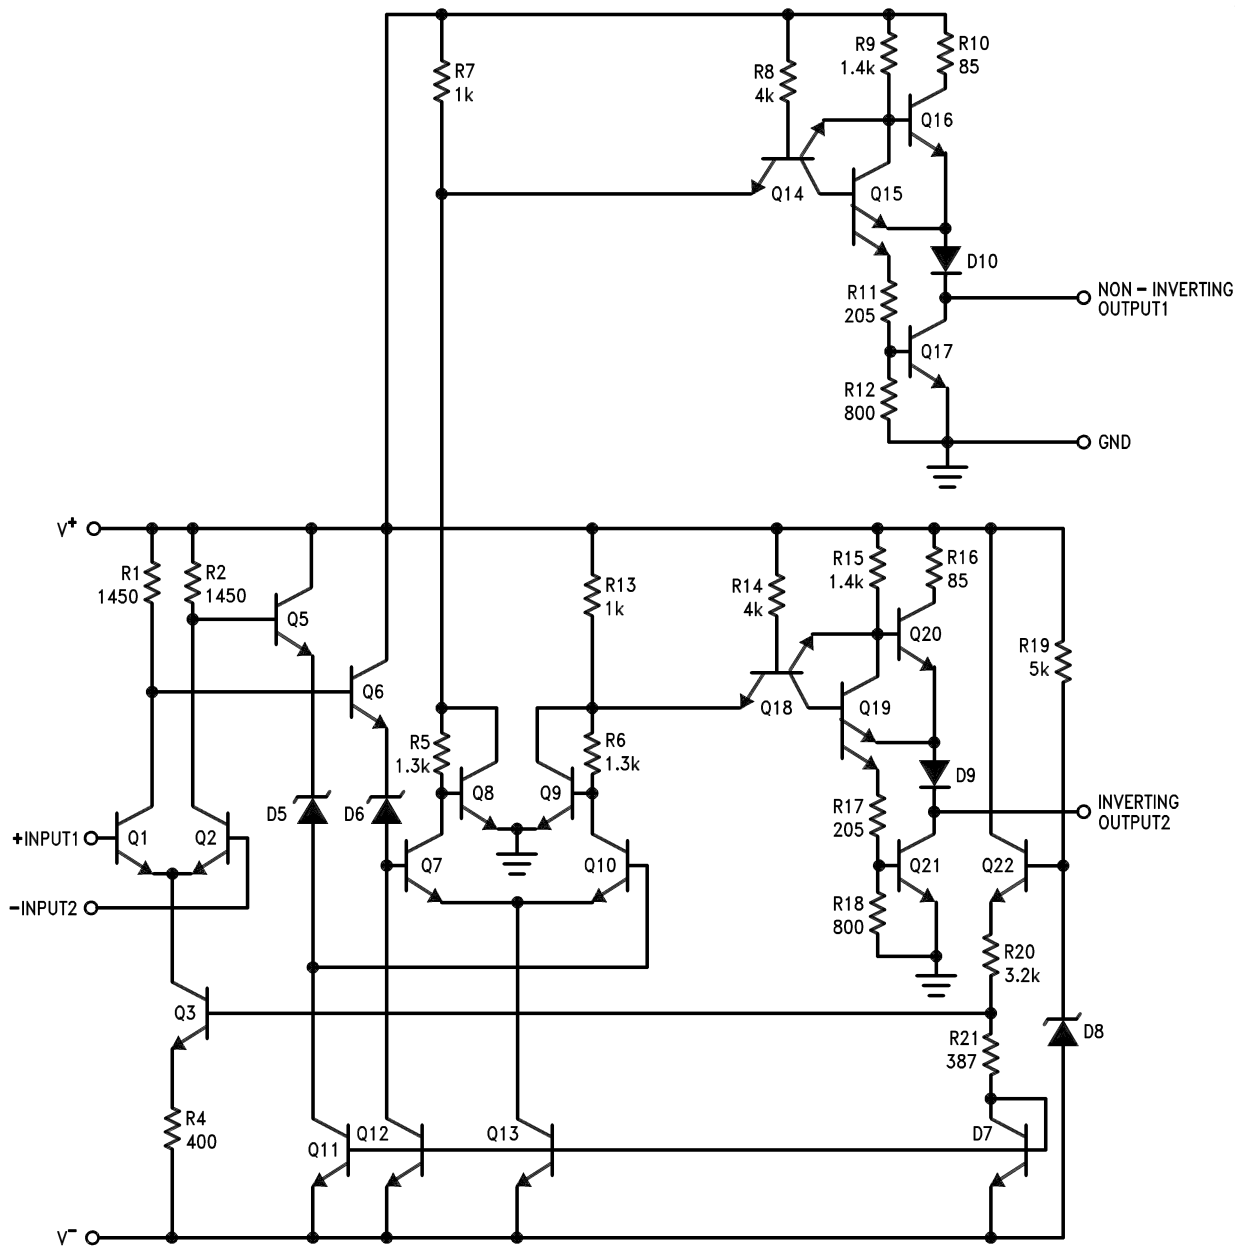 R7
1k
R8
4k
R9
1.4k
R10
85
Q16
Q14
Q15
D10
R11
205
NON - INVERTING
OUTPUT1
Q17
R12
800
GND
V+
R1
1450
R2
1450
Q5
R13
1k
R14
4k
R15
1.4k
R16
85
Q20
R19
5k
Q6
Q18
Q19
R5
1.3k
R6
1.3k
D9
D5
D6
Q8
Q9
R17
205
INVERTING
OUTPUT2
+INPUT1
Q1
Q2
Q7
Q10
Q21
Q22
-INPUT2
R18
800
R20
3.2k
Q3
R21
387
D8
R4
400
Q11
Q12
Q13
D7
V-